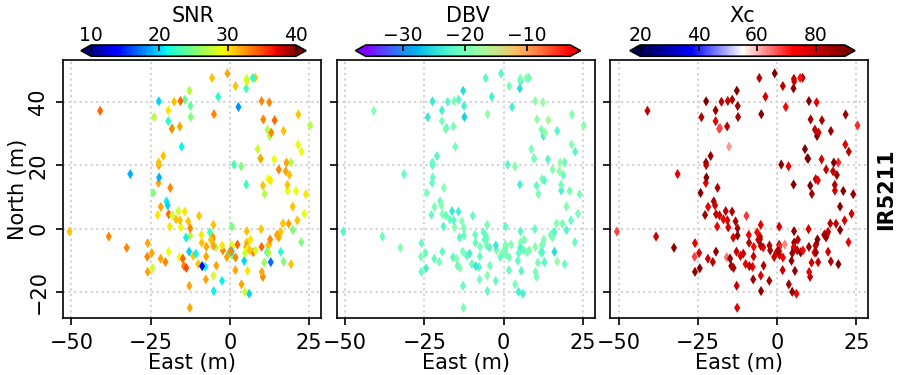 SNR
DBV
Xc
10 20 30 40
−30 −20 −10
20 40 60 80
North (m)
40
20
0
−20
−50 −25 0 25
−50 −25 0 25
−50 −25 0 25
East (m)
East (m)
East (m)
IR5211